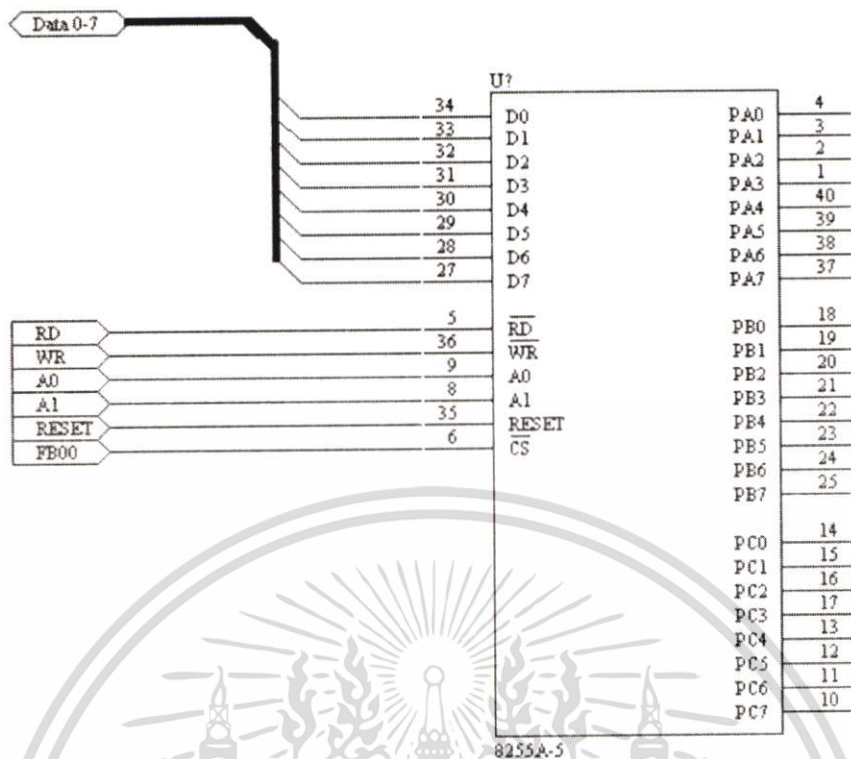 Data 0-7
U?
34 D0 PA0 4
33 D1 PA1 3
32 D2 PA2 2
31 D3 PA3 1
30 D4 PA4 40
29 D5 PA5 39
28 D6 PA6 38
27 D7 PA7 37
RD 5 RD PB0 18
WR 36 WR PB1 19
A0 9 A0 PB2 20
A1 8 A1 PB3 21
RESET 35 RESET PB4 22
FB00 6 CS PB5 23
PB6 24
PB7 25
PC0 14
PC1 15
PC2 16
PC3 17
PC4 13
PC5 12
PC6 11
PC7 10
8255A-5